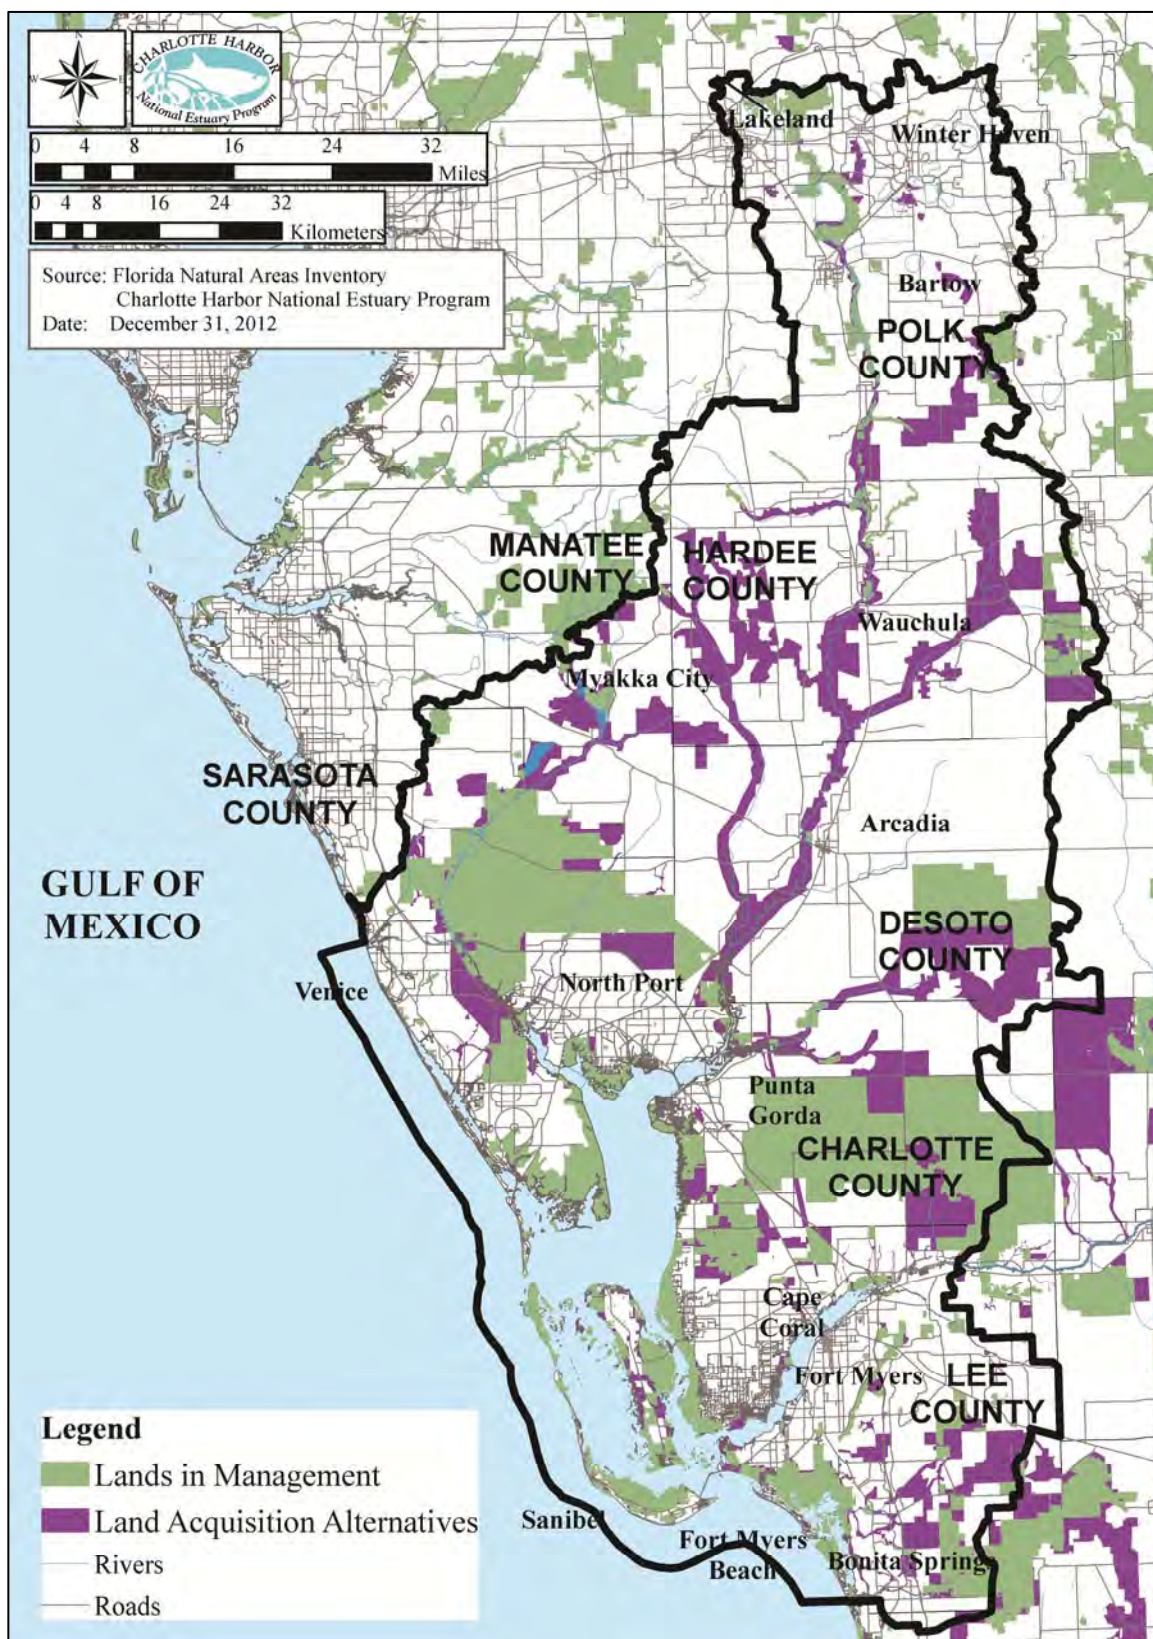 N
W E
S
CHARLOTTE HARBOR
National Estuary Program
0 4 8 16 24 32
Miles
0 4 8 16 24 32
Kilometers
Source: Florida Natural Areas Inventory
Charlotte Harbor National Estuary Program
Date: December 31, 2012
Lakeland
Winter Haven
Bartow
POLK
COUNTY
MANATEE
COUNTY
HARDEE
COUNTY
Wauchula
Myakka City
SARASOTA
COUNTY
Arcadia
GULF OF
MEXICO
DESOTO
COUNTY
North Port
Venice
Punta
Gorda
CHARLOTTE
COUNTY
Cape
Coral
Fort Myers
LEE
COUNTY
Legend
Lands in Management
Land Acquisition Alternatives
Rivers
Roads
Sanibel
Fort Myers
Beach
Bonita Springs